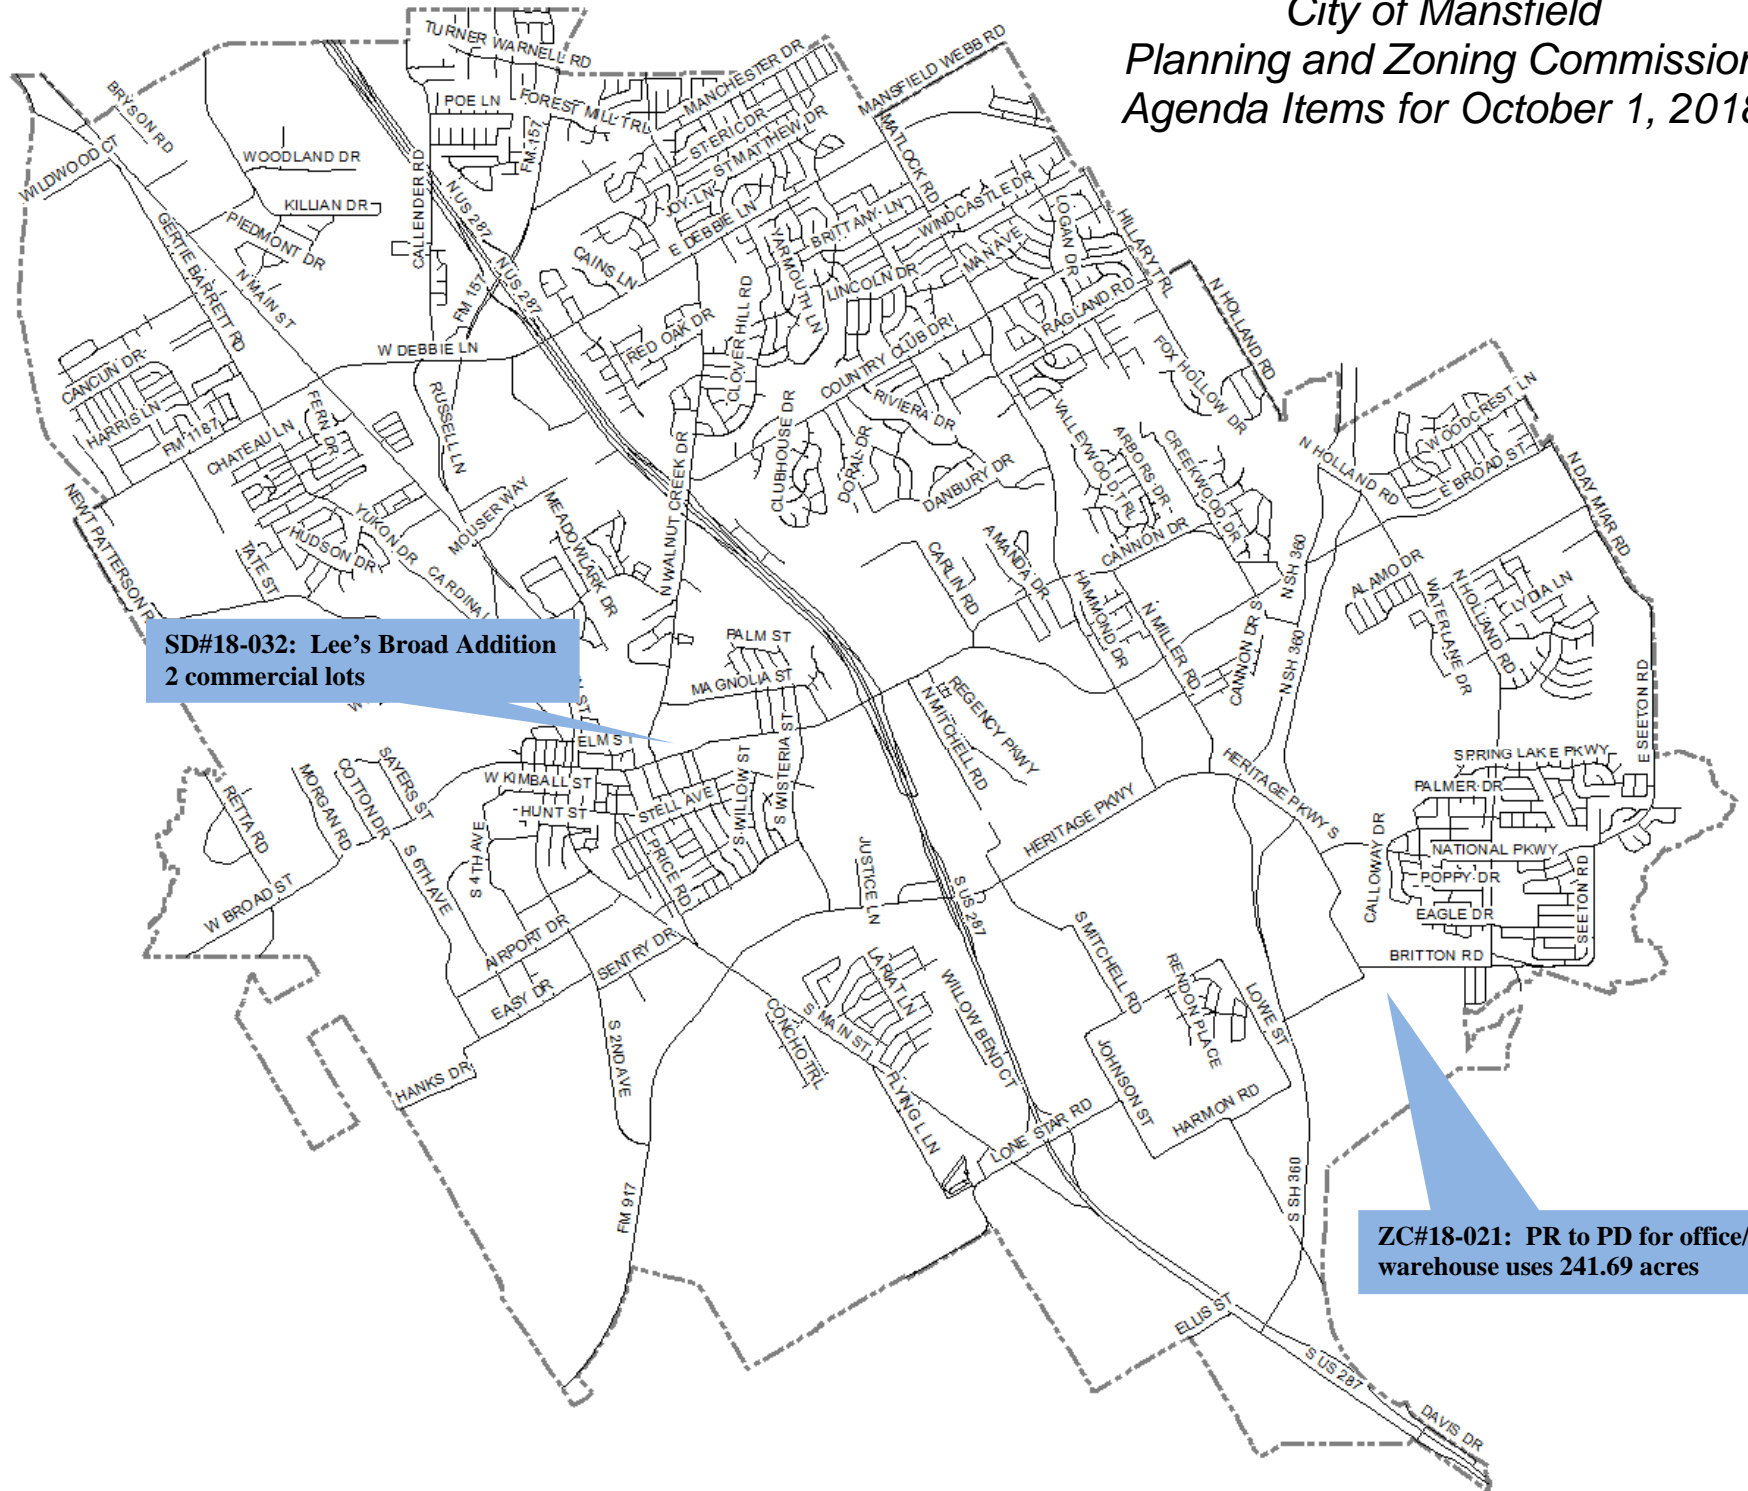 City of Mansfield
Planning and Zoning Commission
Agenda Items for October 1, 2018
TURNER WARNELL RD
BRYSON RD
POE LN
FOREST MILL TRL
MANCHESTER DR
MANSFIELD WEBB RD
FM 157
ST ERIC DR
ST MATTHEW DR
MATLOCK RD
WILDWOOD CT
WOODLAND DR
CALLENDER RD
N US 287
JOY LN
WINDCASTLE DR
KILLIAN DR
PIEDMONT DR
GERTIE BARRETT RD
N MAIN ST
E DEBBIE LN
BRITTANY LN
LOGAN DR
HILLARY TRL
YARMOUTH LN
CAINS LN
N US 287
FM 157
LINCOLN DR
MAN AVE
N HOLLAND RD
RAGLAND RD
CLOVER HILL RD
RED OAK DR
COUNTRY CLUB DR
W DEBBIE LN
CANCUN DR
FOX HOLLOW DR
HARRIS LN
FM 1187
CHATEAU LN
FERN DR
RUSSELL LN
RIVIERA DR
CLUBHOUSE DR
DORAL DR
VALLEYWOOD TRL
ARBORS DR
CREEKWOOD DR
WOODCREST LN
N HOLLAND RD
E BROAD ST
N DAY MIAR RD
N WALNUT CREEK DR
DANBURY DR
NEWT PATTERSON R
YUKON DR
MOUSER WAY
MEADOWLARK DR
HUDSON DR
TATE ST
CARDINAL
CARLIN RD
AMANDA DR
CANNON DR
HAMMOND DR
N MILLER RD
N SH 360
ALAMO DR
WATERLANE DR
N HOLLAND RD
LYDIA LN
CANNON DR S
N SH 360
SD#18-032: Lee's Broad Addition
2 commercial lots
PALM ST
MAGNOLIA ST
REGENCY PKWY
N MITCHELL RD
E SEETON RD
ST
ELM ST
S WISTERIA ST
S WILLOW ST
SAYERS ST
COTTON DR
MORGAN RD
RETTA RD
W KIMBALL ST
HUNT ST
STELL AVE
PRICE RD
HERITAGE PKWY
HERITAGE PKWY S
SPRING LAKE PKWY
PALMER DR
CALLOWAY DR
NATIONAL PKWY
POPPY DR
EAGLE DR
SEETON RD
BRITTON RD
S 4TH AVE
S 6TH AVE
W BROAD ST
JUSTICE LN
S US 287
AIRPORT DR
SENTRY DR
EASY DR
S MITCHELL RD
RENDON PLACE
LOWE ST
LARIAT LN
WILLOW BEND CT
S MAIN ST
CONCHO TRL
S 2ND AVE
HANKS DR
FLYING L LN
JOHNSON ST
HARMON RD
LONE STAR RD
FM 917
S SH 360
ZC#18-021: PR to PD for office/
warehouse uses 241.69 acres
ELLIS ST
S US 287
DAVIS DR